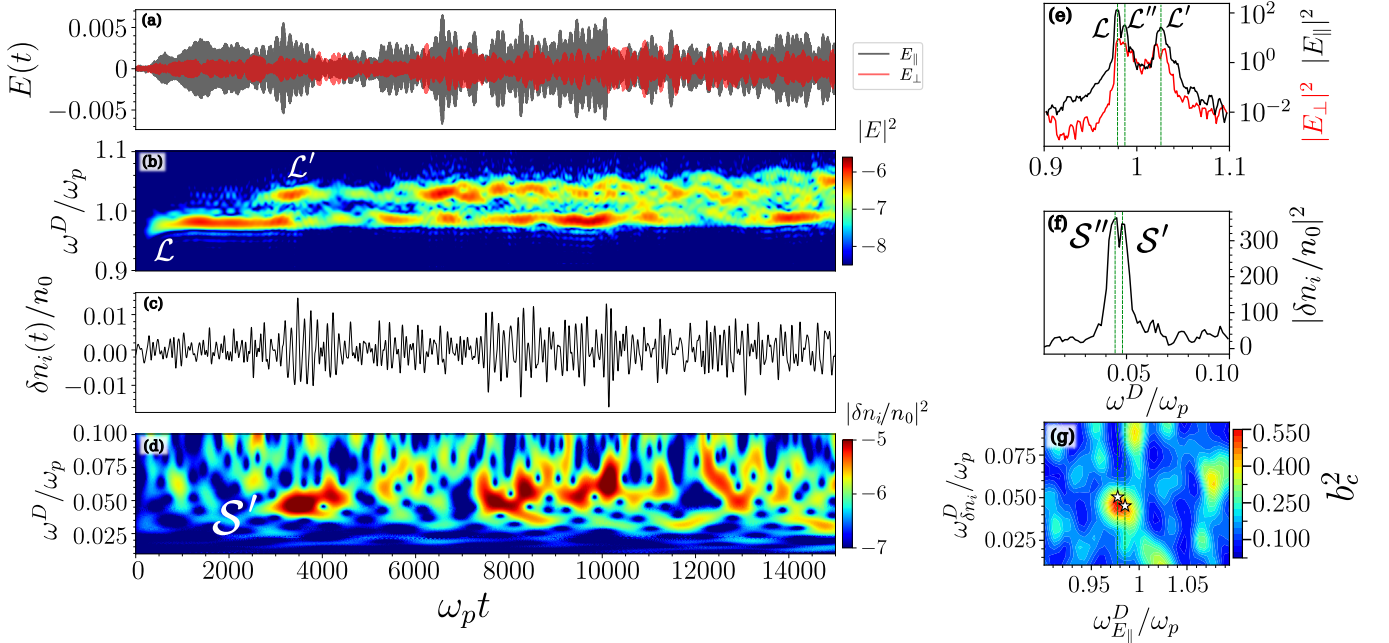 (a)
E(t)
0.005
0
−0.005
E∥
E⊥
(b)
ω^D/ω_p
1.1
1.0
0.9
ℒ
ℒ′
|E|²
−6
−7
−8
(c)
δn_i(t)/n_0
0.01
0.00
−0.01
(d)
ω^D/ω_p
0.100
0.075
0.050
0.025
𝒮′
|δn_i/n_0|²
−5
−6
−7
0 2000 4000 6000 8000 10000 12000 14000
ω_p t
(e)
ℒ ℒ″ ℒ′
10²
10⁰
10⁻²
|E⊥|² |E∥|²
0.9 1 1.1
(f)
𝒮″ 𝒮′
300
200
100
0
|δn_i/n_0|²
0.05 0.10
ω^D/ω_p
(g)
ω^D_{δn_i}/ω_p
0.075
0.050
0.025
0.95 1 1.05
ω^D_{E∥}/ω_p
0.550
0.400
0.250
0.100
b_c²